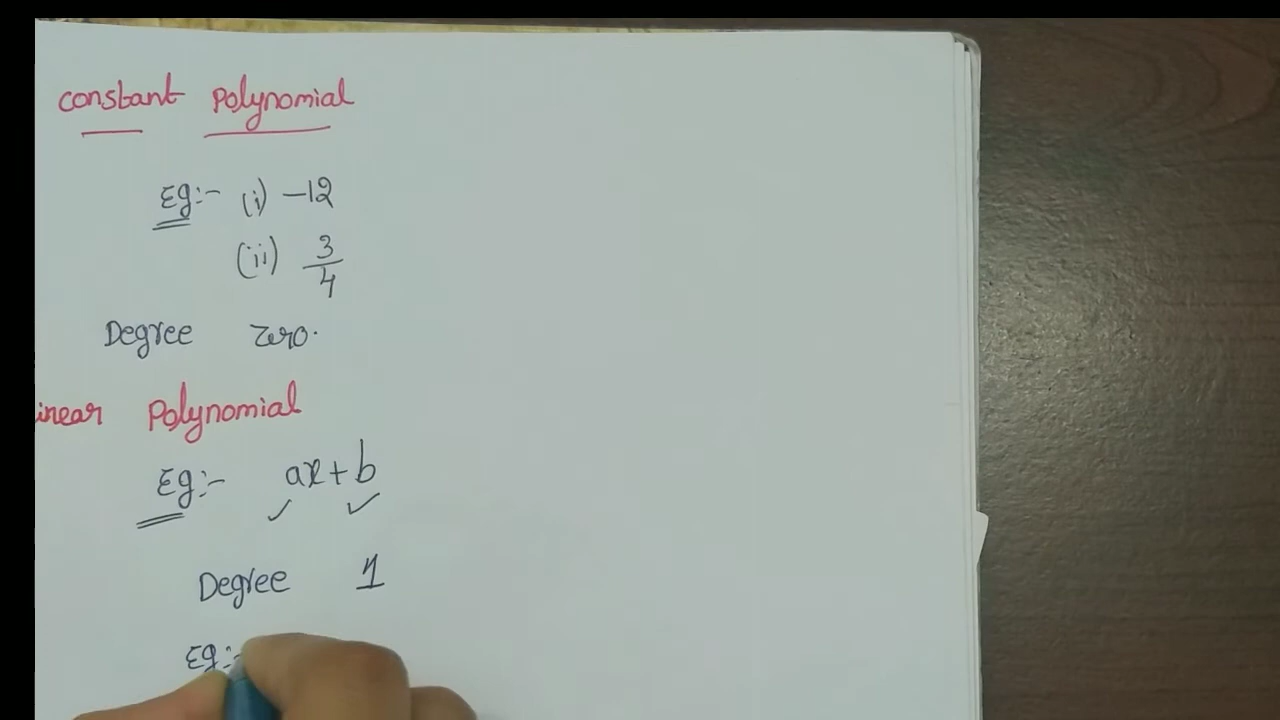 constant Polynomial
Eg:- (i) -12
(ii) 3/4
Degree zero.
inear Polynomial
Eg:- ax+b
Degree 1
Eg:-